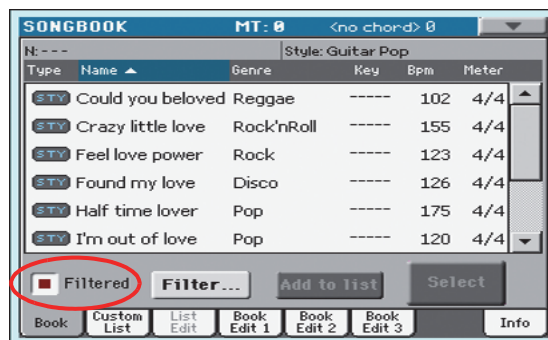 SONGBOOK MT: 0 <no chord> 0
N: --- Style: Guitar Pop
Type Name Genre Key Bpm Meter
STY Could you beloved Reggae ----- 102 4/4
STY Crazy little love Rock'nRoll ----- 155 4/4
STY Feel love power Rock ----- 123 4/4
STY Found my love Disco ----- 126 4/4
STY Half time lover Pop ----- 175 4/4
STY I'm out of love Pop ----- 120 4/4
Filtered Filter... Add to list Select
Book Custom List List Edit Book Edit 1 Book Edit 2 Book Edit 3 Info